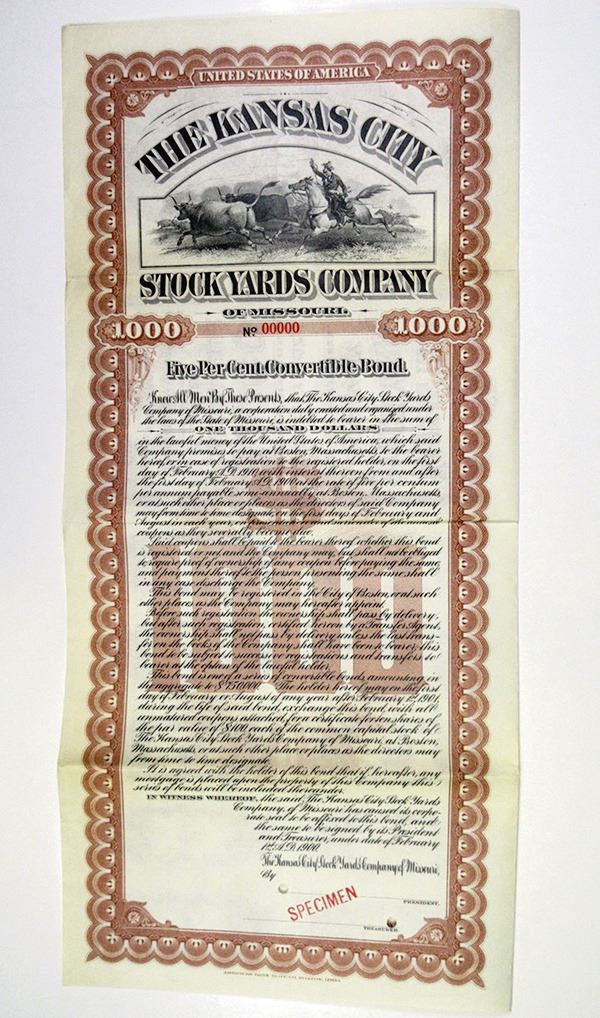 UNITED STATES OF AMERICA
THE KANSAS CITY
STOCK YARDS COMPANY
OF MISSOURI.
1000 No 00000 1000
Five Per Cent. Convertible Bond.
Know All Men By These Presents, that The Kansas City Stock Yards
Company of Missouri, a corporation duly created and organized under
the laws of the State of Missouri, is indebted to bearer in the sum of
ONE THOUSAND DOLLARS
in the lawful money of the United States of America, which said
Company promises to pay at Boston, Massachusetts, to the bearer
hereof, or in case of registration to the registered holder, on the first
day of February A.D. 1910, with interest thereon from and after
the first day of February A.D. 1900 at the rate of five per centum
per annum payable semi-annually at Boston, Massachusetts,
or at such other place or places as the directors of said Company
may from time to time designate, on the first days of February and
August in each year, on presentation and surrender of the annexed
coupons as they severally become due.
Said coupons shall be paid to the bearer thereof whether this bond
is registered or not, and the Company may, but shall not be obliged
to require proof of ownership of any coupon before paying the same
and payment thereof to the person presenting the same shall
in any case discharge the Company.
This bond may be registered in the City of Boston, or at such
other place as the Company may hereafter appoint.
Before such registration the ownership shall pass by delivery;
but after such registration, certified hereon by a Transfer Agent,
the ownership shall not pass by delivery unless the last trans-
fer on the books of the Company shall have been to bearer; this
bond to be subject to successive registrations and transfers to
bearer at the option of the lawful holder.
This bond is one of a series of convertible bonds, amounting in
the aggregate to The holder hereof may on the first
day of February or August of any year after February 1st 1901,
during the life of said bond, exchange this bond, with all
unmatured coupons attached, for a certificate for ten shares of
the par value of $100, each of the common capital stock of
The Kansas City Stock Yards Company of Missouri, at Boston,
Massachusetts, or at such other place or places as the directors may
from time to time designate.
It is agreed with the holder of this bond that if hereafter, any
mortgage is placed upon the property of this Company this
series of bonds will be included thereunder.
IN WITNESS WHEREOF, the said The Kansas City Stock Yards
Company of Missouri has caused its corpo-
rate seal to be affixed to this bond, and
the same to be signed by its President
and Treasurer, under date of February
1st A.D. 1900.
The Kansas City Stock Yards Company of Missouri,
By
PRESIDENT.
SPECIMEN
TREASURER.